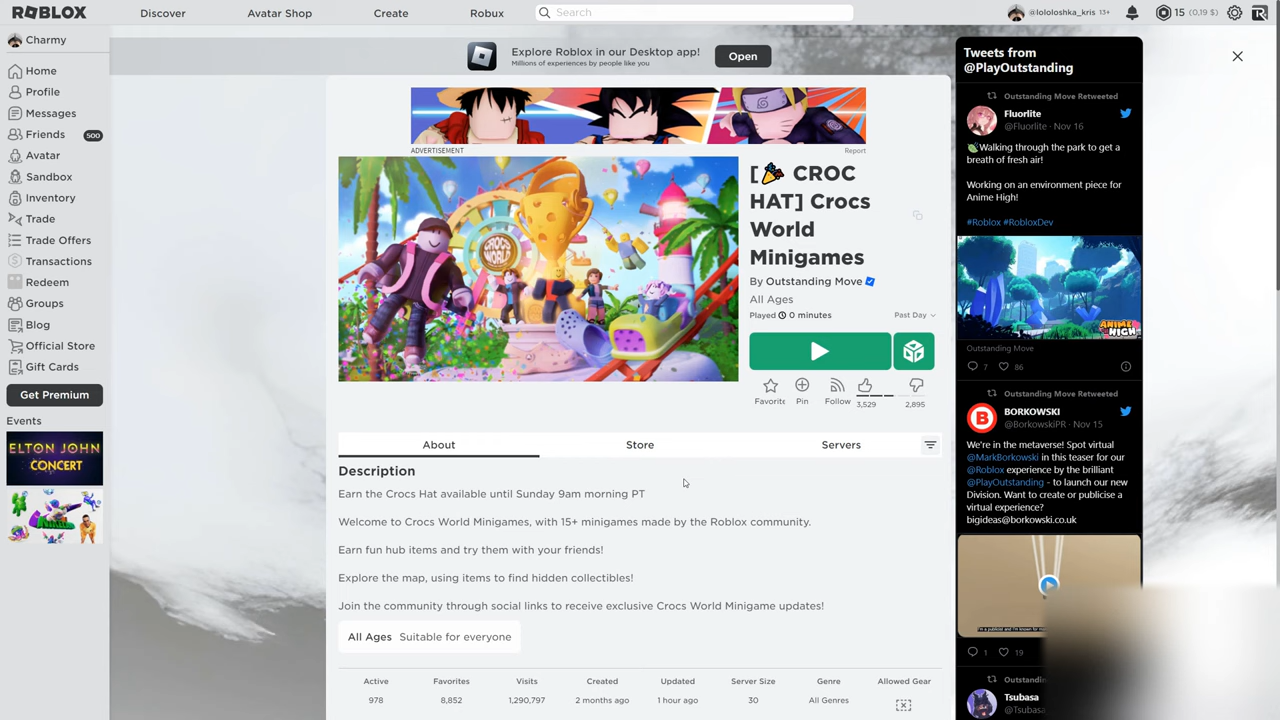 ROBLOX
Discover
Avatar Shop
Create
Robux
Search
@lololoshka_kris 13+
15 (0,19 $)
Charmy
Home
Profile
Messages
Friends
500
Avatar
Inventory
Trade
Trade Offers
Transactions
Redeem
Groups
Blog
Official Store
Gift Cards
Get Premium
Events
ELTON JOHN
CONCERT
Explore Roblox in our Desktop app!
Millions of experiences by people like you
Open
ADVERTISEMENT
Report
CROCS
WORLD
[🎉 CROC
HAT] Crocs
World
Minigames
By Outstanding Move
All Ages
Played 0 minutes
Past Day
Favorite
Pin
Follow
3,529
2,895
About
Store
Servers
Description
Earn the Crocs Hat available until Sunday 9am morning PT
Welcome to Crocs World Minigames, with 15+ minigames made by the Roblox community.
Earn fun hub items and try them with your friends!
Explore the map, using items to find hidden collectibles!
Join the community through social links to receive exclusive Crocs World Minigame updates!
All Ages Suitable for everyone
Active
Favorites
Visits
Created
Updated
Server Size
Genre
Allowed Gear
978
8,852
1,290,797
2 months ago
1 hour ago
30
All Genres
Tweets from
@PlayOutstanding
Outstanding Move Retweeted
Fluorlite
@Fluorlite · Nov 16
🍃Walking through the park to get a
breath of fresh air!
Working on an environment piece for
Anime High!
#Roblox #RobloxDev
ANIME
HIGH
Outstanding Move
7
86
Outstanding Move Retweeted
BORKOWSKI
@BorkowskiPR · Nov 15
We're in the metaverse! Spot virtual
@MarkBorkowski in this teaser for our
@Roblox experience by the brilliant
@PlayOutstanding - to launch our new
Division. Want to create or publicise a
virtual experience?
bigideas@borkowski.co.uk
1
19
Tsubasa